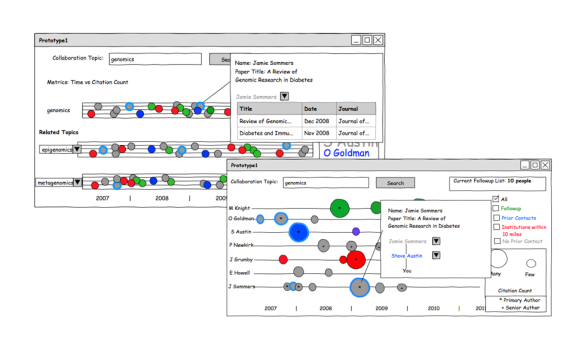 Prototype1
Collaboration Topic: genomics
Metrics: Time vs Citation Count
genomics
Related Topics
epigenomics
metagenomics
2007 | 2008 | 2009
Name: Jamie Sommers
Paper Title: A Review of
Genomic Research in Diabetes
Jamie Sommers
Title Date Journal
Review of Genomic... Dec 2008 Journal of...
Diabetes and Immu... Nov 2008 Journal of...
S Austin
O Goldman
Prototype1
Collaboration Topic: genomics Search
Current Followup List: 10 people
M Knight
O Goldman
S Austin
P Newkirk
J Grumby
E Howell
J Sommers
2007 | 2008 | 2009 | 2010 |
Name: Jamie Sommers
Paper Title: A Review of
Genomic Research in Diabetes
Jamie Sommers
Steve Austin
You
All
Followup
Prior Contacts
Institutions within
10 miles
No Prior Contact
Few
Citation Count
* Primary Author
+ Senior Author